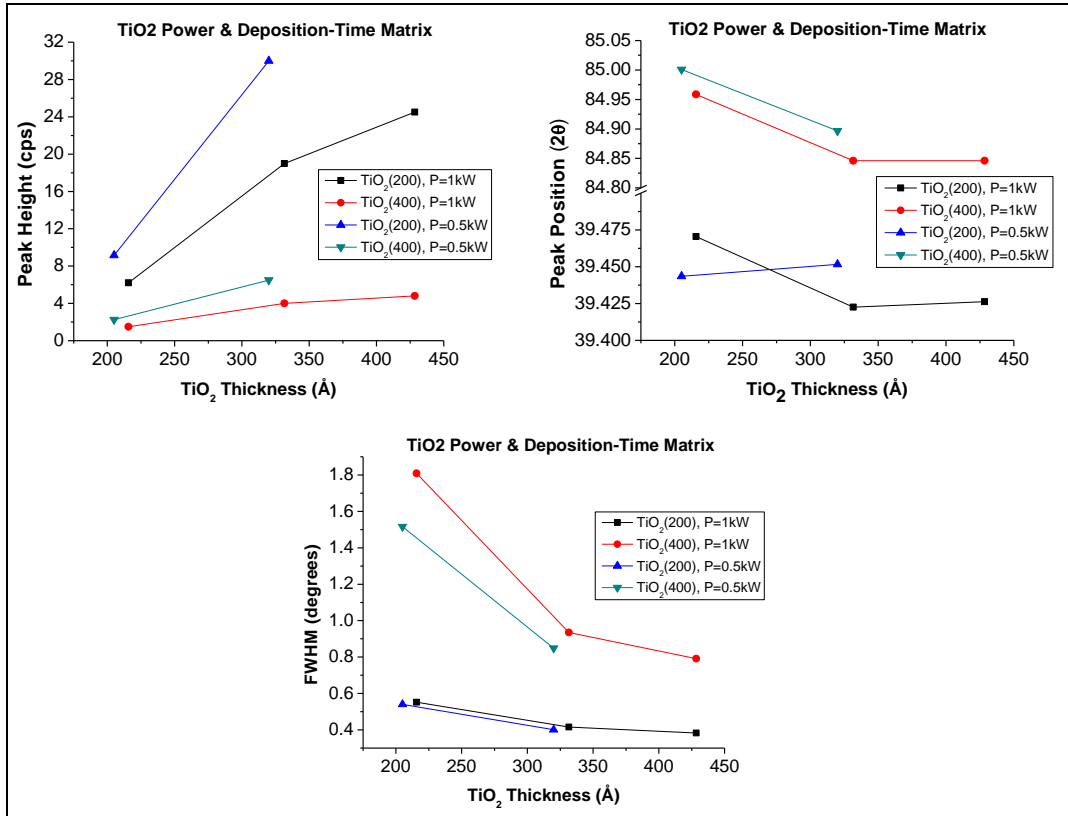 TiO2 Power & Deposition-Time Matrix
32
28
24
20
16
12
8
4
0
Peak Height (cps)
TiO₂(200), P=1kW
TiO₂(400), P=1kW
TiO₂(200), P=0.5kW
TiO₂(400), P=0.5kW
200 250 300 350 400 450
TiO₂ Thickness (Å)
TiO2 Power & Deposition-Time Matrix
85.05
85.00
84.95
84.90
84.85
84.80
39.475
39.450
39.425
39.400
Peak Position (2θ)
TiO₂(200), P=1kW
TiO₂(400), P=1kW
TiO₂(200), P=0.5kW
TiO₂(400), P=0.5kW
200 250 300 350 400 450
TiO₂ Thickness (Å)
TiO2 Power & Deposition-Time Matrix
1.8
1.6
1.4
1.2
1.0
0.8
0.6
0.4
FWHM (degrees)
TiO₂(200), P=1kW
TiO₂(400), P=1kW
TiO₂(200), P=0.5kW
TiO₂(400), P=0.5kW
200 250 300 350 400 450
TiO₂ Thickness (Å)